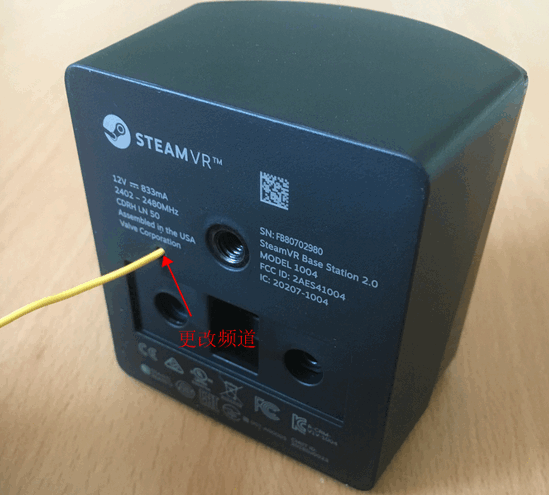 STEAMVR™
12V ⎓ 833mA
2402 - 2480MHz
CDRH LN 50
Assembled in the USA
Valve Corporation
SN: FB80702980
SteamVR Base Station 2.0
MODEL 1004
FCC ID: 2AES41004
IC: 20207-1004
更改频道